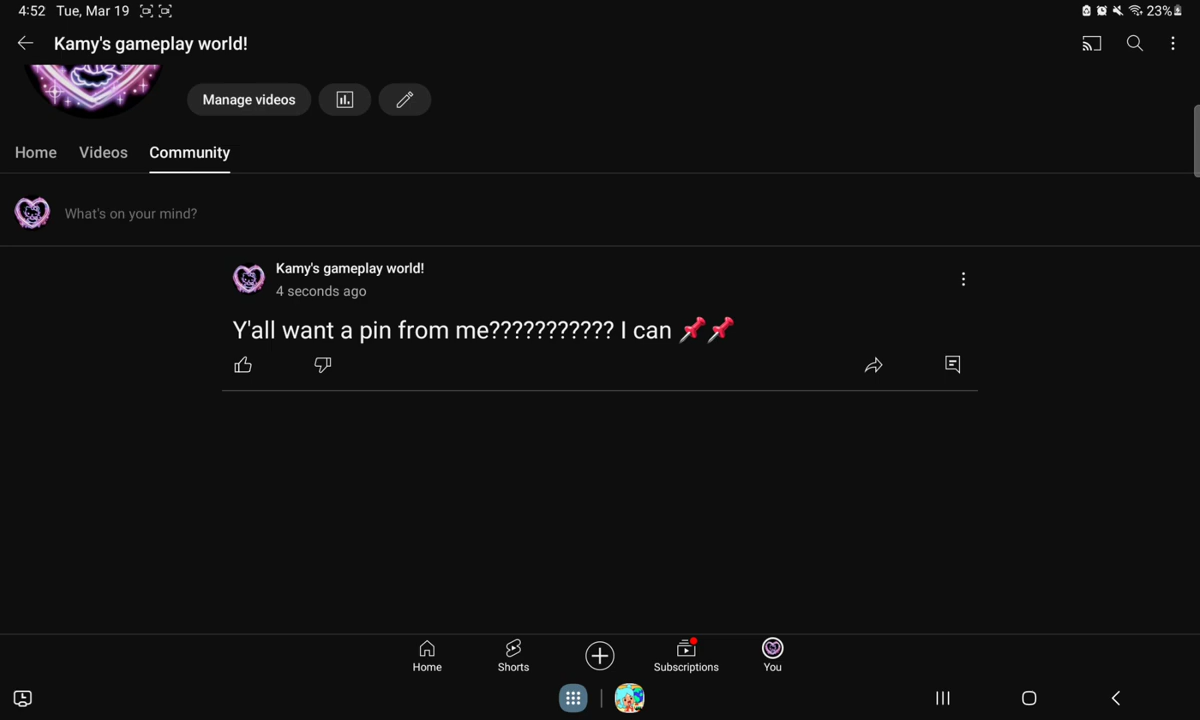 4:52 Tue, Mar 19
23%
Kamy's gameplay world!
Manage videos
Home Videos Community
What's on your mind?
Kamy's gameplay world!
4 seconds ago
Y'all want a pin from me??????????? I can 📌📌
Home Shorts Subscriptions You